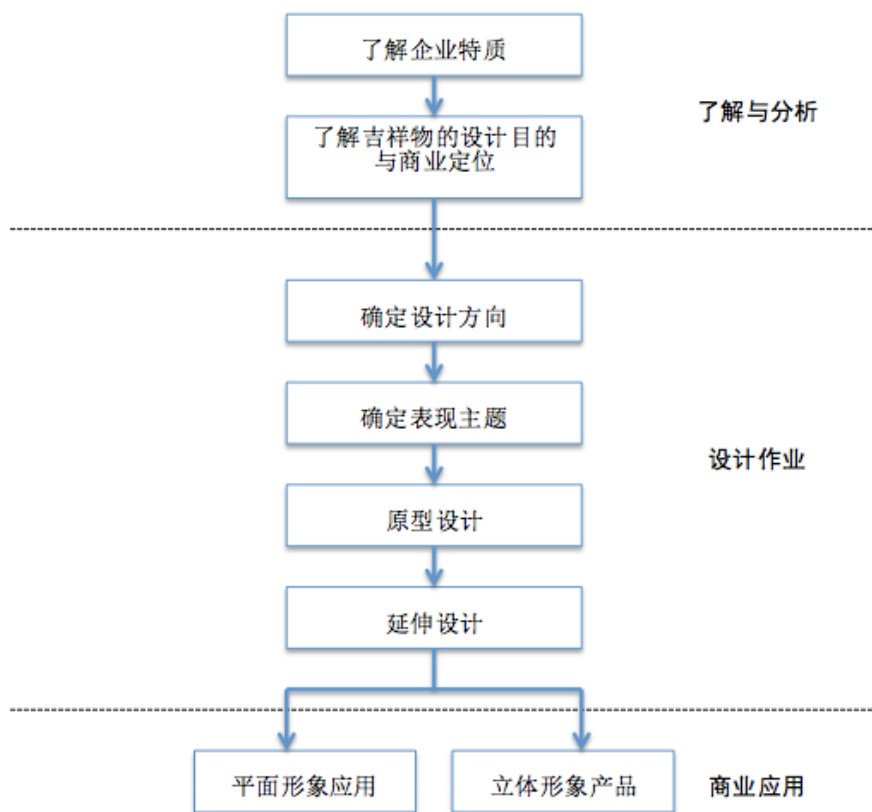 了解企业特质
了解与分析
了解吉祥物的设计目的
与商业定位
确定设计方向
确定表现主题
设计作业
原型设计
延伸设计
平面形象应用
立体形象产品
商业应用